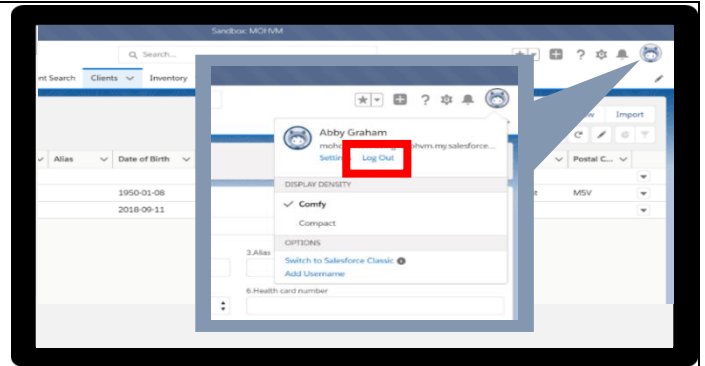 Sandbox: MOHVM
Search...
nt Search Clients Inventory
Import
Alias Date of Birth Postal C...
1950-01-08 MSV
2018-09-11
Abby Graham
Log Out
DISPLAY DENSITY
Comfy
Compact
OPTIONS
Switch to Salesforce Classic
Add Username
3.Alias
6.Health card number